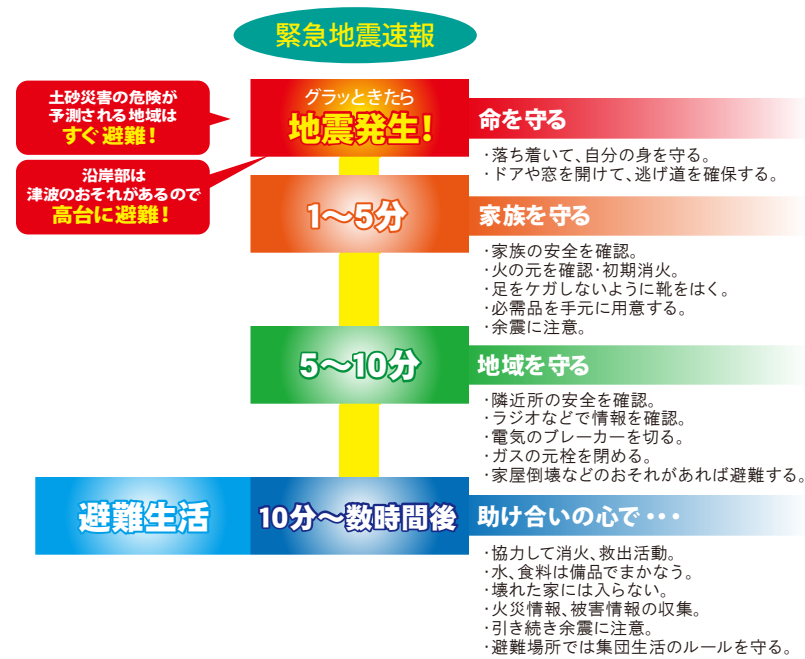 緊急地震速報
土砂災害の危険が
予測される地域は
すぐ避難！
沿岸部は
津波のおそれがあるので
高台に避難！
グラッときたら
地震発生！
命を守る
・落ち着いて、自分の身を守る。
・ドアや窓を開けて、逃げ道を確保する。
1～5分
家族を守る
・家族の安全を確認。
・火の元を確認・初期消火。
・足をケガしないように靴をはく。
・必需品を手元に用意する。
・余震に注意。
5～10分
地域を守る
・隣近所の安全を確認。
・ラジオなどで情報を確認。
・電気のブレーカーを切る。
・ガスの元栓を閉める。
・家屋倒壊などのおそれがあれば避難する。
避難生活
10分～数時間後
助け合いの心で・・・
・協力して消火、救出活動。
・水、食料は備品でまかなう。
・壊れた家には入らない。
・火災情報、被害情報の収集。
・引き続き余震に注意。
・避難場所では集団生活のルールを守る。